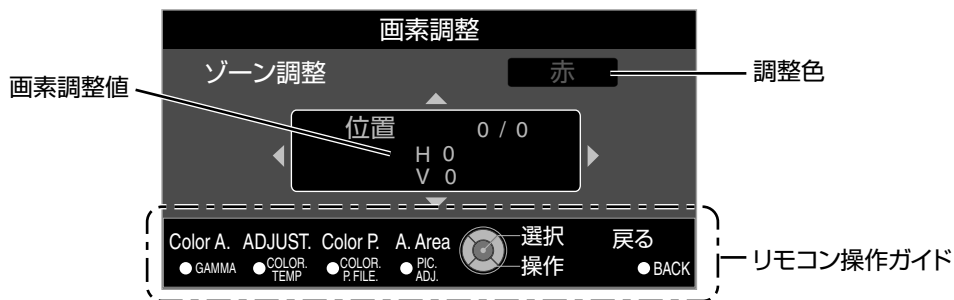 画素調整
ゾーン調整
赤
調整色
画素調整値
位置 0 / 0
H 0
V 0
Color A. ADJUST. Color P. A. Area 選択 戻る
GAMMA COLOR. TEMP COLOR. P. FILE. PIC. ADJ. 操作 BACK
リモコン操作ガイド